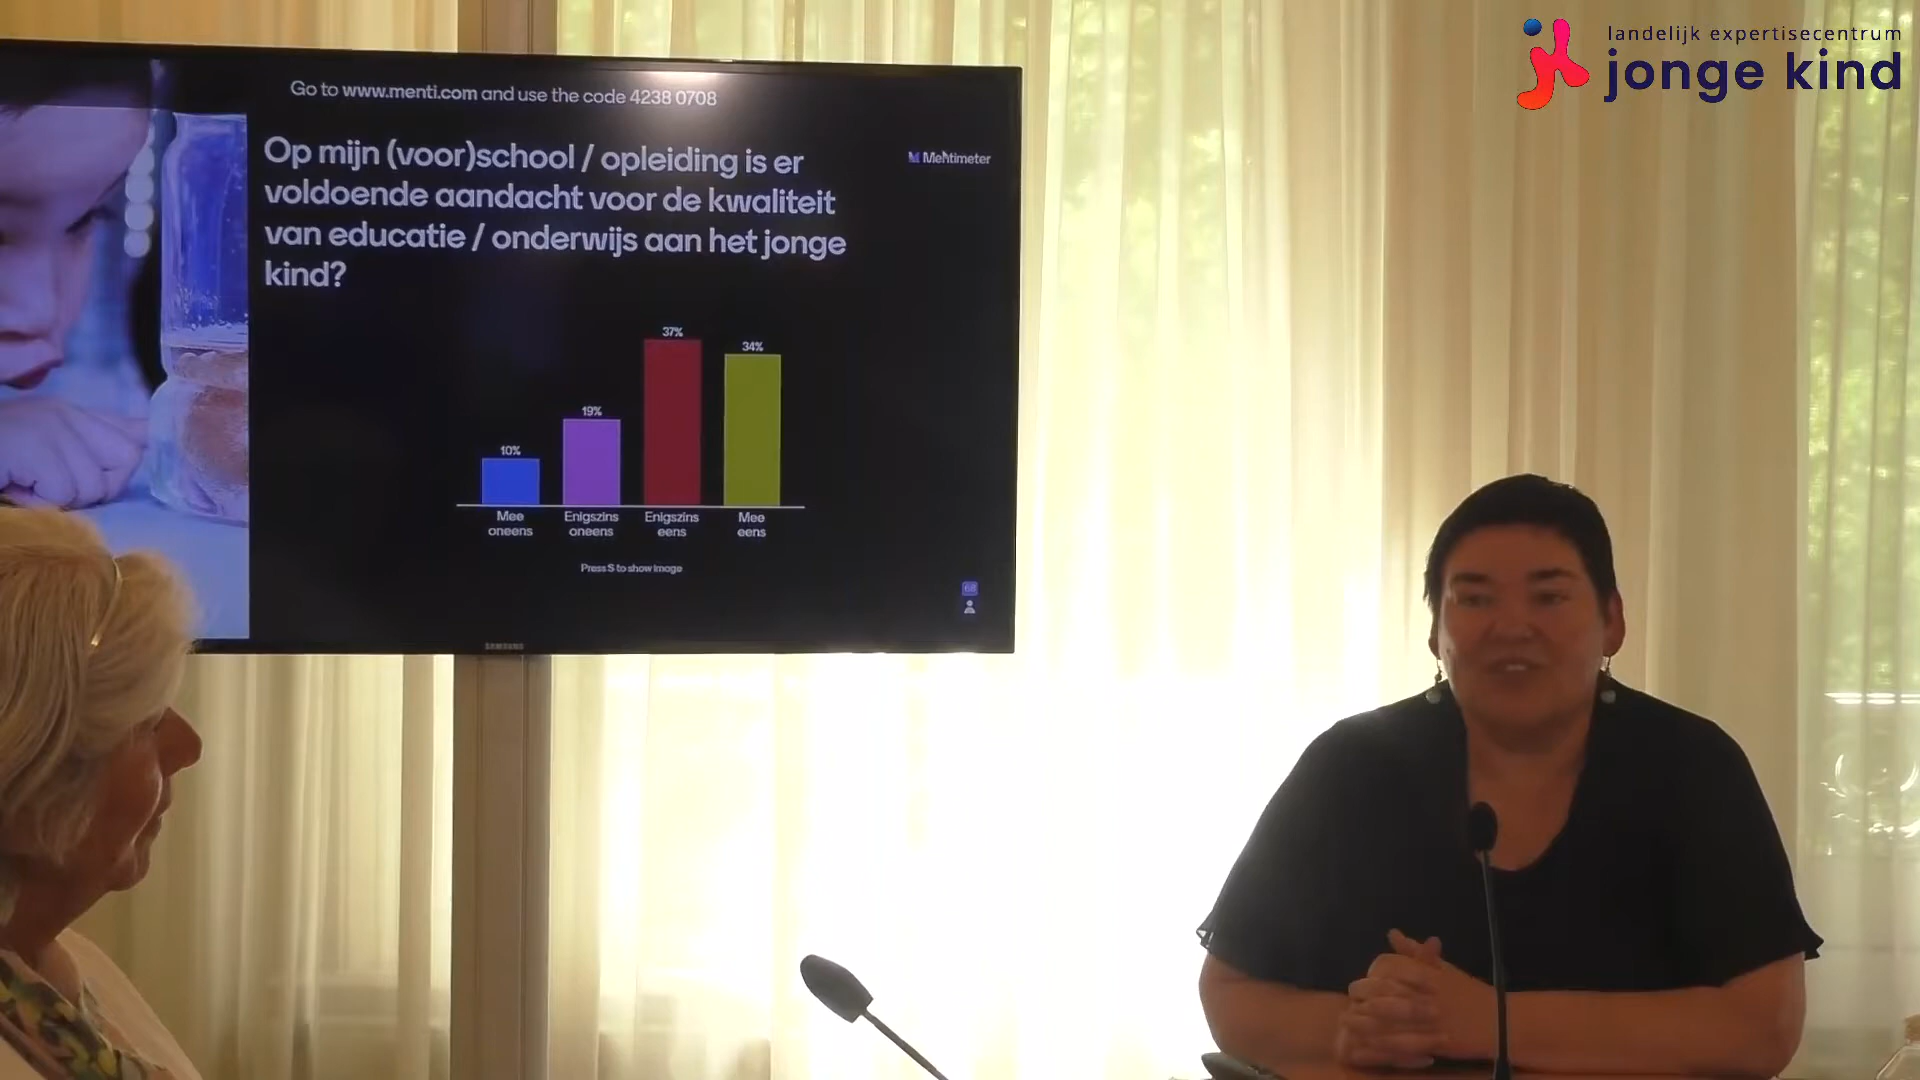 landelijk expertisecentrum
jonge kind
Go to www.menti.com and use the code 4238 0708
Mentimeter
Op mijn (voor)school / opleiding is er
voldoende aandacht voor de kwaliteit
van educatie / onderwijs aan het jonge
kind?
10%
19%
37%
34%
Mee
oneens
Enigszins
oneens
Enigszins
eens
Mee
eens
Press S to show image
68
SAMSUNG